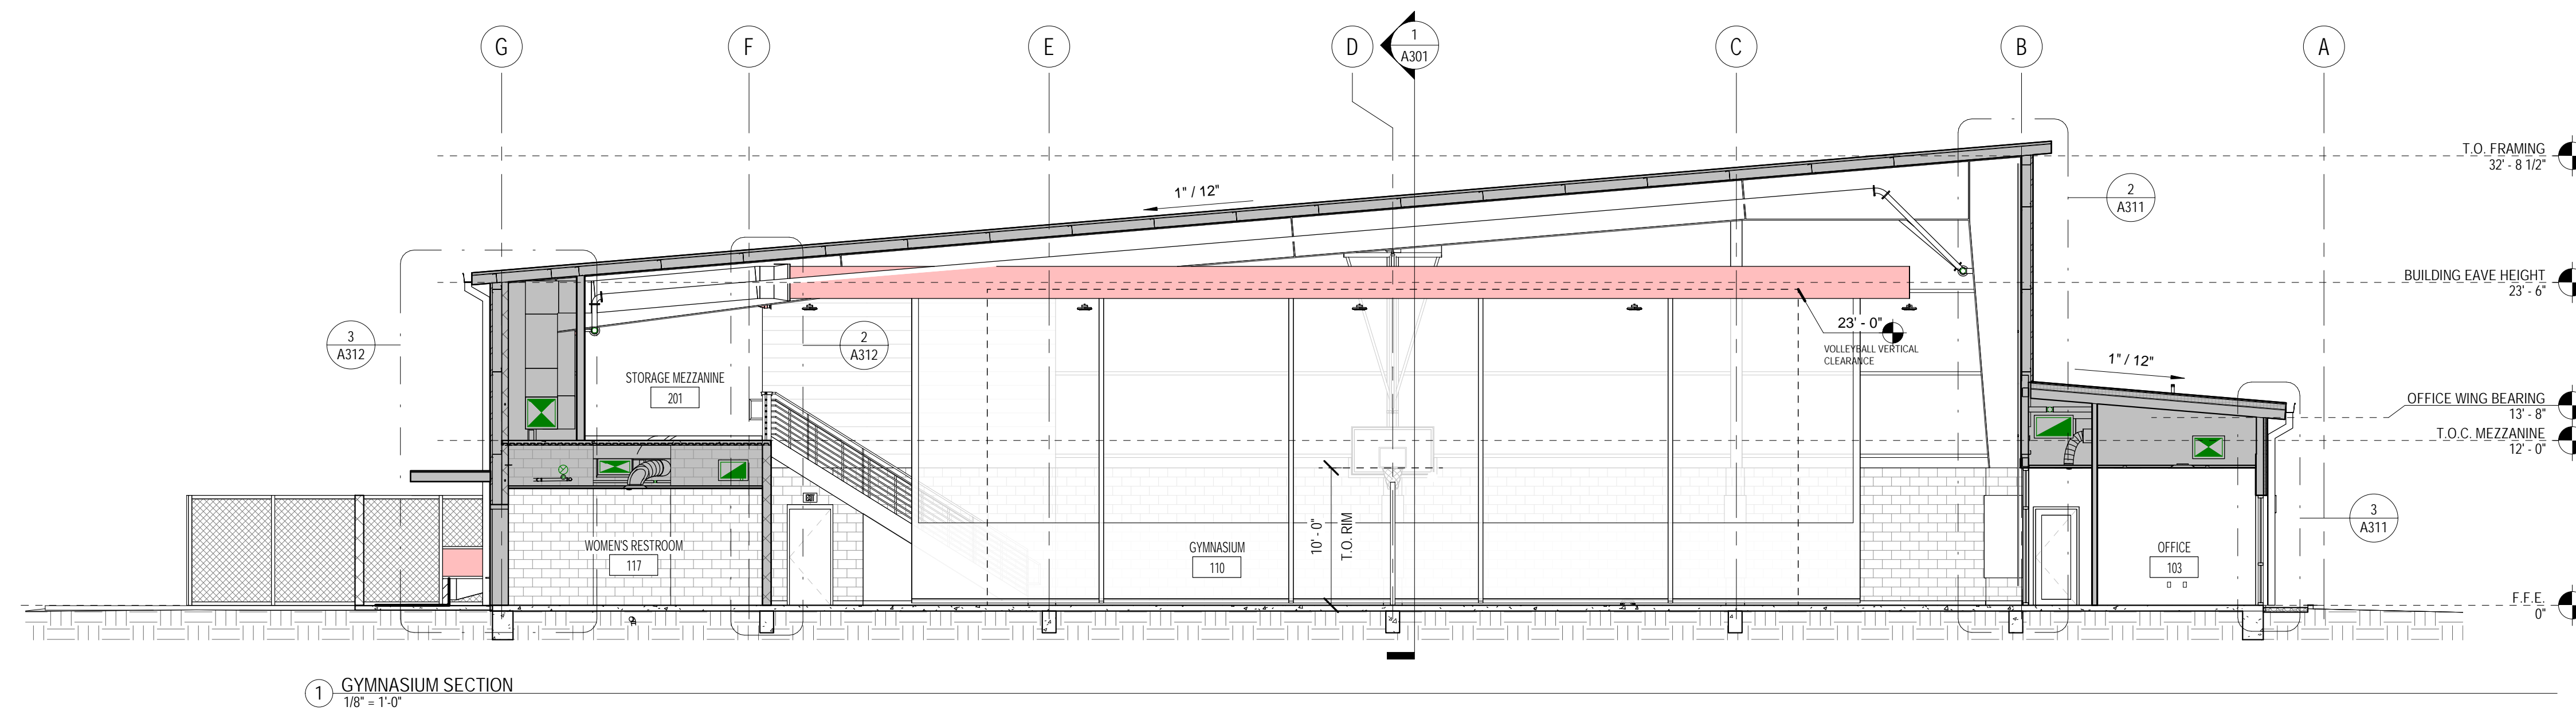 G
F
E
D
1
A301
C
B
A
T.O. FRAMING
32' - 8 1/2"
1" / 12"
2
A311
BUILDING EAVE HEIGHT
23' - 6"
3
A312
2
A312
23' - 0"
VOLLEYBALL VERTICAL
CLEARANCE
1" / 12"
STORAGE MEZZANINE
201
OFFICE WING BEARING
13' - 8"
T.O.C. MEZZANINE
12' - 0"
3
A311
10' - 0"
T.O. RIM
WOMEN'S RESTROOM
117
GYMNASIUM
110
OFFICE
103
F.F.E.
0"
1
GYMNASIUM SECTION
1/8" = 1'-0"